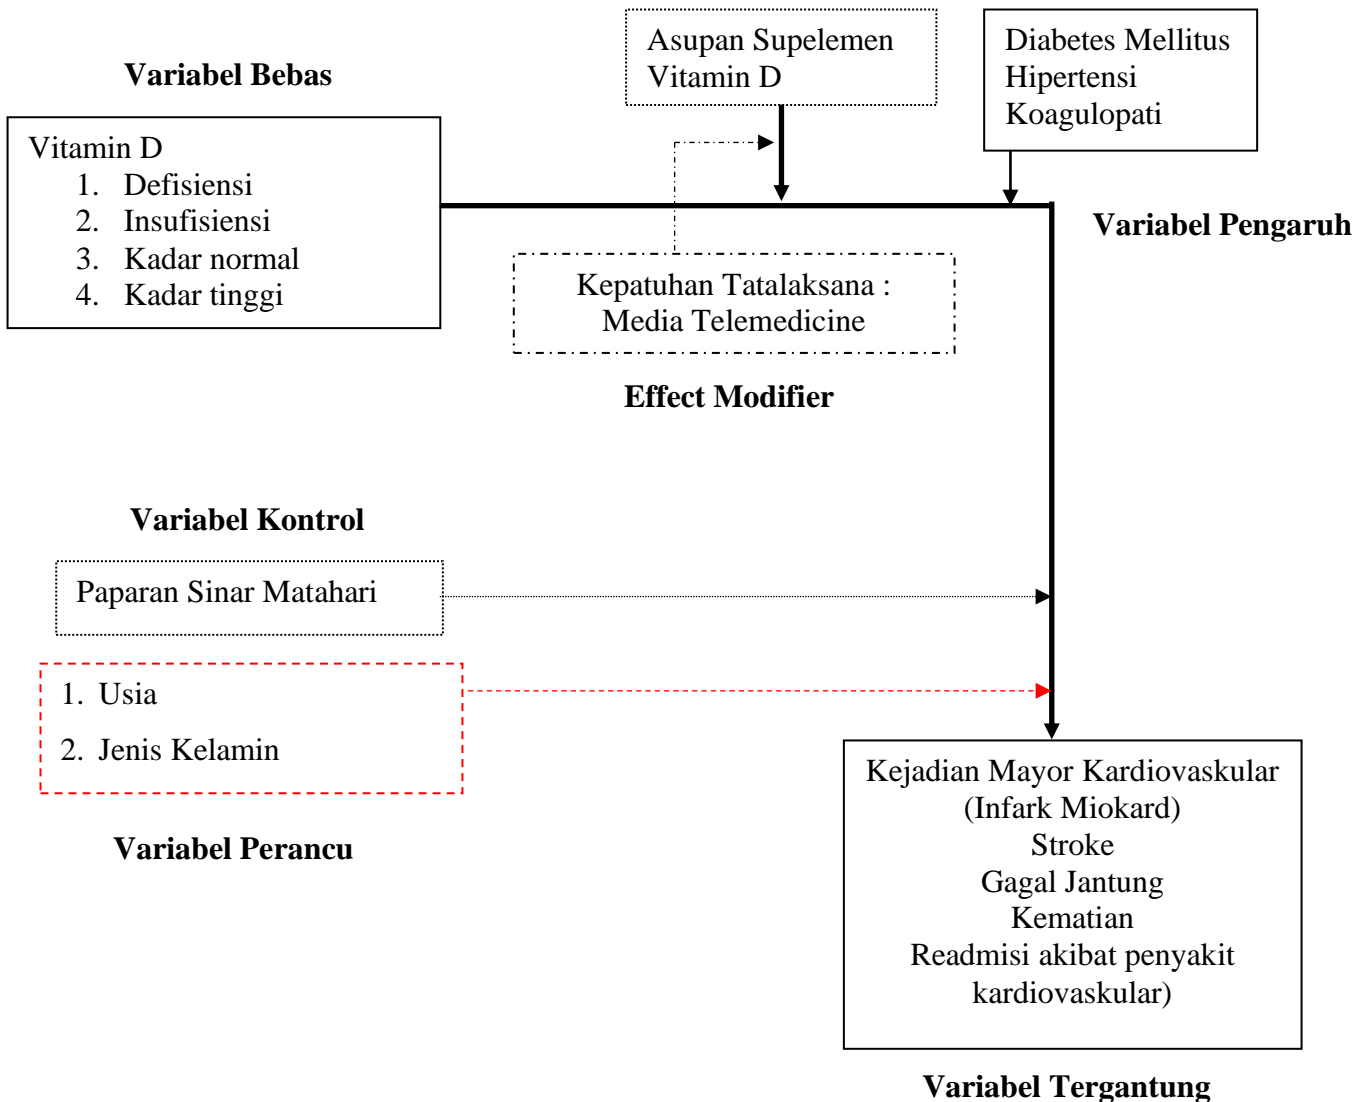 Asupan Supelemen
Vitamin D
Diabetes Mellitus
Hipertensi
Koagulopati
Variabel Bebas
Vitamin D
1. Defisiensi
2. Insufisiensi
3. Kadar normal
4. Kadar tinggi
Variabel Pengaruh
Kepatuhan Tatalaksana :
Media Telemedicine
Effect Modifier
Variabel Kontrol
Paparan Sinar Matahari
1. Usia
2. Jenis Kelamin
Variabel Perancu
Kejadian Mayor Kardiovaskular
(Infark Miokard)
Stroke
Gagal Jantung
Kematian
Readmisi akibat penyakit
kardiovaskular)
Variabel Tergantung